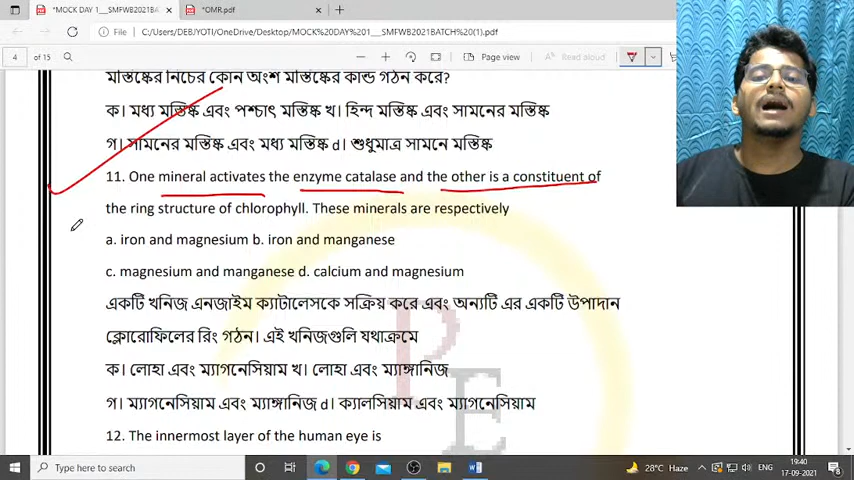 *MOCK DAY 1___SMFWB2021BA
*OMR.pdf
File
C:/Users/DEB/YOTI/OneDrive/Desktop/MOCK%20DAY%201___SMFWB2021BATCH%20(1).pdf
4 of 15
Page view
Read aloud
মস্তিষ্কের নিচের কোন অংশ মস্তিষ্কের কান্ড গঠন করে?
ক। মধ্য মস্তিষ্ক এবং পশ্চাৎ মস্তিষ্ক খ। হিন্দ মস্তিষ্ক এবং সামনের মস্তিষ্ক
গ। সামনের মস্তিষ্ক এবং মধ্য মস্তিষ্ক d। শুধুমাত্র সামনে মস্তিষ্ক
11. One mineral activates the enzyme catalase and the other is a constituent of
the ring structure of chlorophyll. These minerals are respectively
a. iron and magnesium b. iron and manganese
c. magnesium and manganese d. calcium and magnesium
একটি খনিজ এনজাইম ক্যাটালেসকে সক্রিয় করে এবং অন্যটি এর একটি উপাদান
ক্লোরোফিলের রিং গঠন। এই খনিজগুলি যথাক্রমে
ক। লোহা এবং ম্যাগনেসিয়াম খ। লোহা এবং ম্যাঙ্গানিজ
গ। ম্যাগনেসিয়াম এবং ম্যাঙ্গানিজ d। ক্যালসিয়াম এবং ম্যাগনেসিয়াম
P
E
12. The innermost layer of the human eye is
Type here to search
28°C Haze
ENG
19:40
17-09-2021